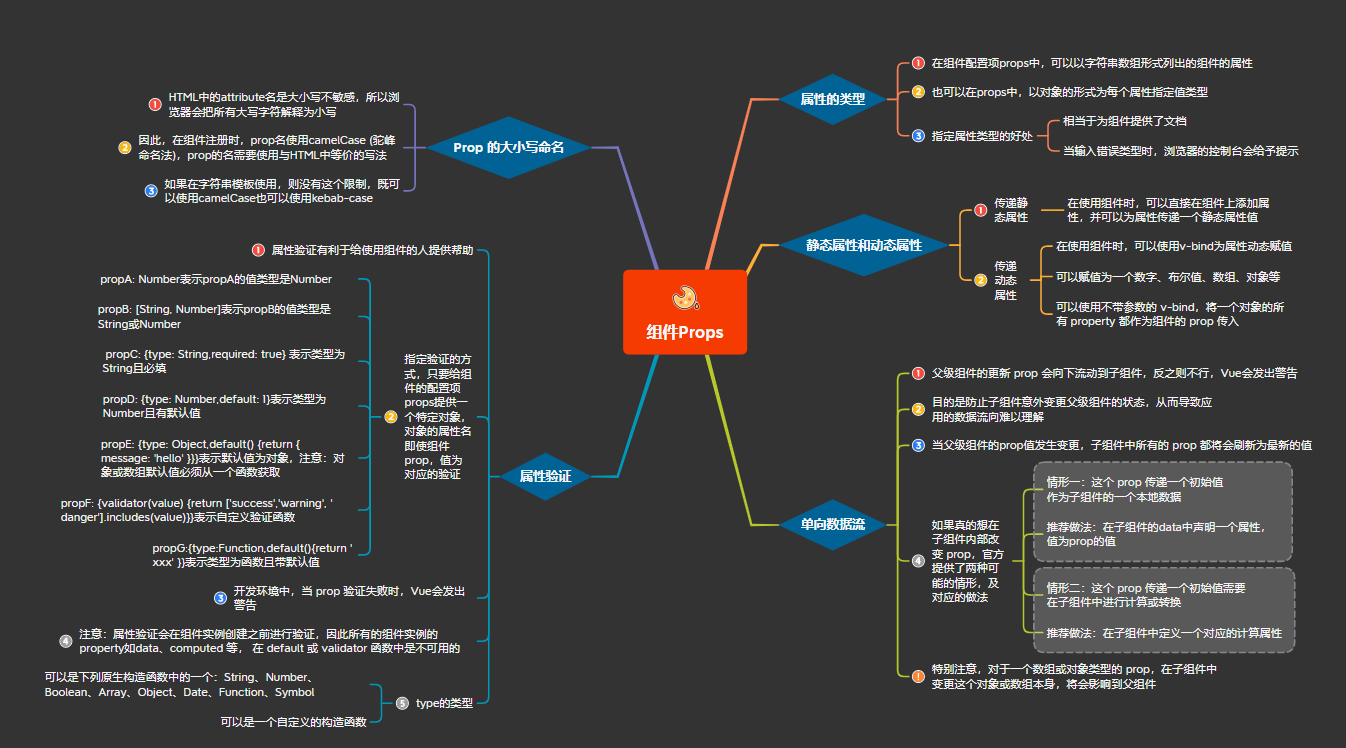 组件Props
Prop 的大小写命名
HTML中的attribute名是大小写不敏感，所以浏
览器会把所有大写字符解释为小写
因此，在组件注册时，prop名使用camelCase (驼峰
命名法)，prop的名需要使用与HTML中等价的写法
如果在字符串模板使用，则没有这个限制，既可
以使用camelCase也可以使用kebab-case
属性验证
属性验证有利于给使用组件的人提供帮助
指定验证的方
式，只要给组
件的配置项
props提供一
个特定对象，
对象的属性名
即使组件
prop，值为
对应的验证
propA: Number表示propA的值类型是Number
propB: [String, Number]表示propB的值类型是
String或Number
propC: {type: String,required: true} 表示类型为
String且必填
propD: {type: Number,default: 1}表示类型为
Number且有默认值
propE: {type: Object,default() {return {
message: 'hello' }}}表示默认值为对象，注意：对
象或数组默认值必须从一个函数获取
propF: {validator(value) {return ['success','warning', '
danger'].includes(value)}}表示自定义验证函数
propG:{type:Function,default(){return '
xxx' }}表示类型为函数且带默认值
开发环境中，当 prop 验证失败时，Vue会发出
警告
注意：属性验证会在组件实例创建之前进行验证，因此所有的组件实例的
property如data、computed 等， 在 default 或 validator 函数中是不可用的
type的类型
可以是下列原生构造函数中的一个：String、Number、
Boolean、Array、Object、Date、Function、Symbol
可以是一个自定义的构造函数
属性的类型
在组件配置项props中，可以以字符串数组形式列出的组件的属性
也可以在props中，以对象的形式为每个属性指定值类型
指定属性类型的好处
相当于为组件提供了文档
当输入错误类型时，浏览器的控制台会给予提示
静态属性和动态属性
传递静
态属性
在使用组件时，可以直接在组件上添加属
性，并可以为属性传递一个静态属性值
传递
动态
属性
在使用组件时，可以使用v-bind为属性动态赋值
可以赋值为一个数字、布尔值、数组、对象等
可以使用不带参数的 v-bind，将一个对象的所
有 property 都作为组件的 prop 传入
单向数据流
父级组件的更新 prop 会向下流动到子组件，反之则不行，Vue会发出警告
目的是防止子组件意外变更父级组件的状态，从而导致应
用的数据流向难以理解
当父级组件的prop值发生变更，子组件中所有的 prop 都将会刷新为最新的值
如果真的想在
子组件内部改
变 prop，官方
提供了两种可
能的情形，及
对应的做法
情形一：这个 prop 传递一个初始值
作为子组件的一个本地数据
推荐做法：在子组件的data中声明一个属性，
值为prop的值
情形二：这个 prop 传递一个初始值需要
在子组件中进行计算或转换
推荐做法：在子组件中定义一个对应的计算属性
特别注意，对于一个数组或对象类型的 prop，在子组件中
变更这个对象或数组本身，将会影响到父组件